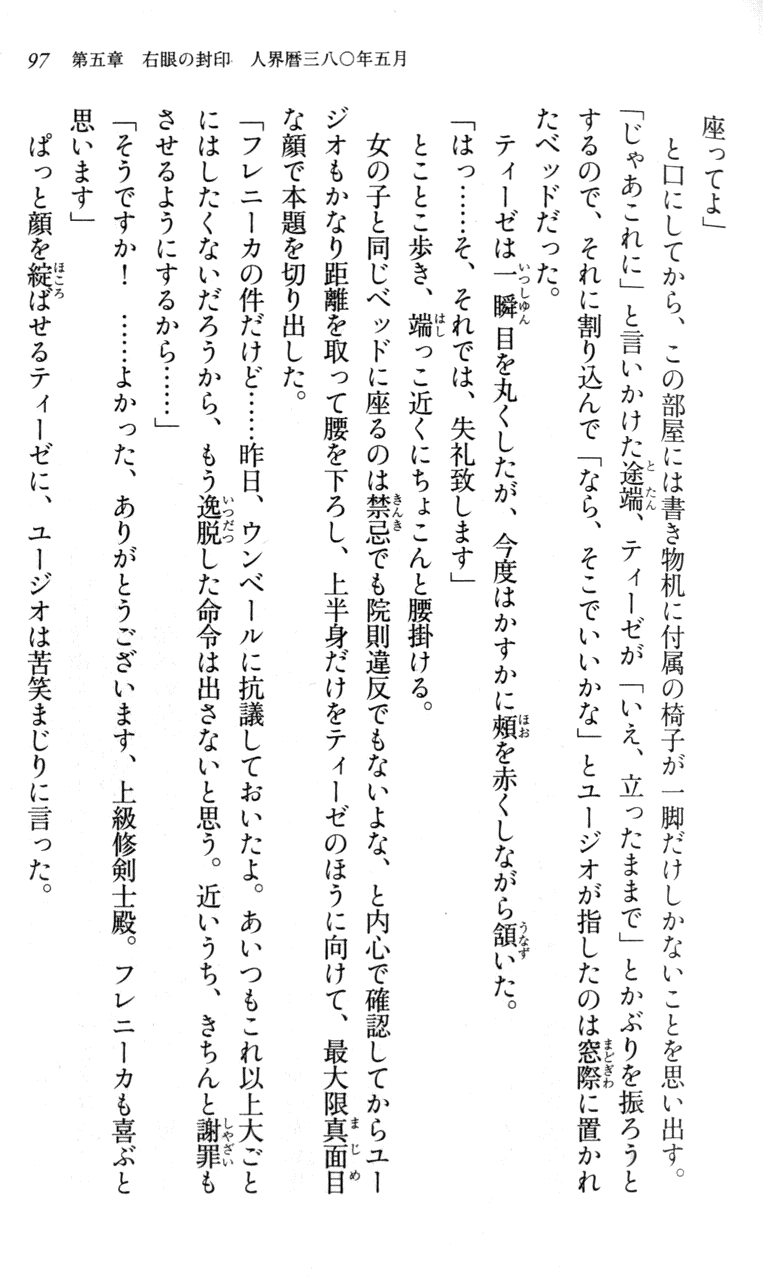 97 第五章 右眼の封印 人界暦三八〇年五月
座ってよ」
と口にしてから、この部屋には書き物机に付属の椅子が一脚だけしかないことを思い出す。
「じゃあこれに」と言いかけた途端、ティーゼが「いえ、立ったままで」とかぶりを振ろうと
するので、それに割り込んで「なら、そこでいいかな」とユージオが指したのは窓際に置かれ
たベッドだった。
ティーゼは一瞬目を丸くしたが、今度はかすかに頬を赤くしながら頷いた。
「はっ……そ、それでは、失礼致します」
とことこ歩き、端っこ近くにちょこんと腰掛ける。
女の子と同じベッドに座るのは禁忌でも院則違反でもないよな、と内心で確認してからユー
ジオもかなり距離を取って腰を下ろし、上半身だけをティーゼのほうに向けて、最大限真面目
な顔で本題を切り出した。
「フレニーカの件だけど……昨日、ウンベールに抗議しておいたよ。あいつもこれ以上大ごと
にはしたくないだろうから、もう逸脱した命令は出さないと思う。近いうち、きちんと謝罪も
させるようにするから……」
「そうですか！ ……よかった、ありがとうございます、上級修剣士殿。フレニーカも喜ぶと
思います」
ぱっと顔を綻ばせるティーゼに、ユージオは苦笑まじりに言った。